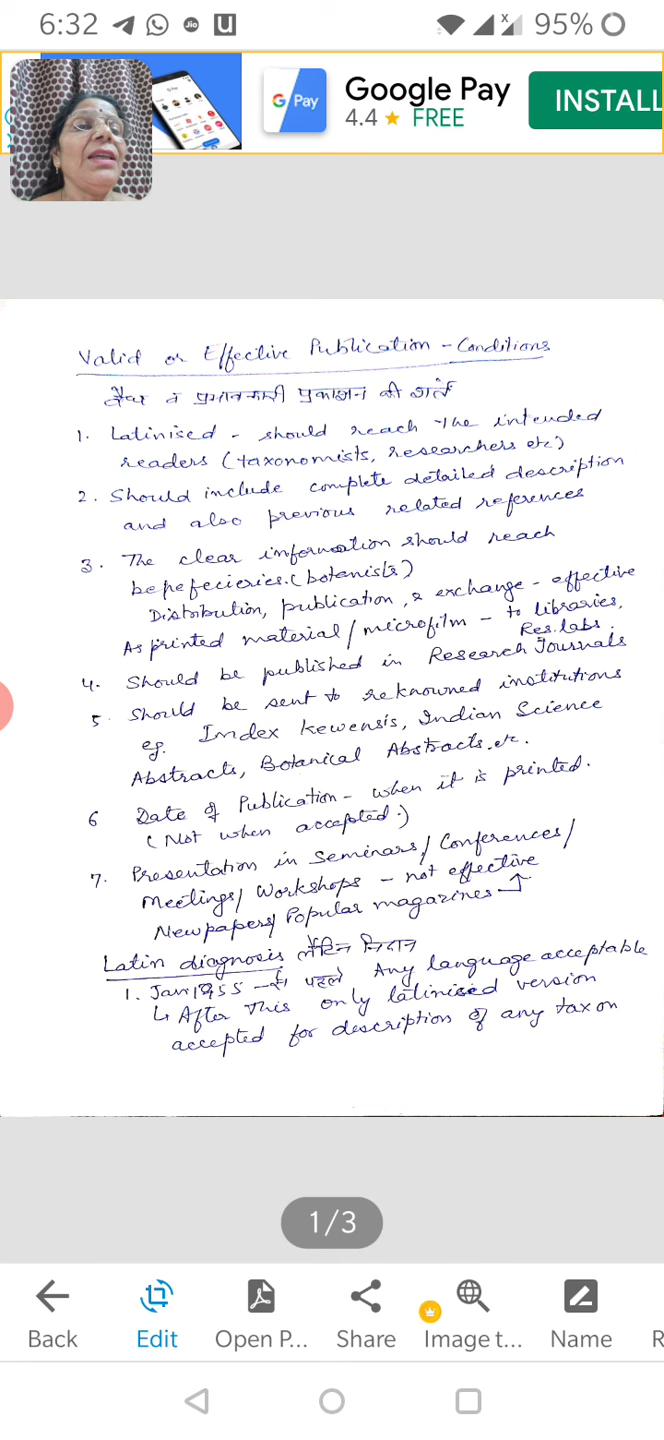 6:32
Jio
95%
G Pay
Google Pay
4.4 ★ FREE
INSTALL
Valid or Effective Publication - Conditions
वैध व प्रभावकारी प्रकाशन की शर्तें
1. Latinised - should reach the intended
readers (taxonomists, researchers etc)
2. Should include complete detailed description
and also previous related references
3. The clear information should reach
bepefecieries. (botanists)
Distribution, publication, & exchange - effective
As printed material/microfilm - to libraries,
Res. labs.
4. Should be published in Research Journals
5. Should be sent to reknowned institutions
eg. Index Kewensis, Indian Science
Abstracts, Botanical Abstracts, etc.
6 Date of Publication - when it is printed.
(Not when accepted.)
7. Presentation in Seminars/Conferences/
Meetings/Workshops - not effective
Newpapers/Popular magazines ↑
Latin diagnosis लैटिन निदान
1. Jan 1955 - से पहले Any language acceptable
↳ After this only latinised version
accepted for description of any taxon
1/3
Back
Edit
Open P...
Share
Image t...
Name
R